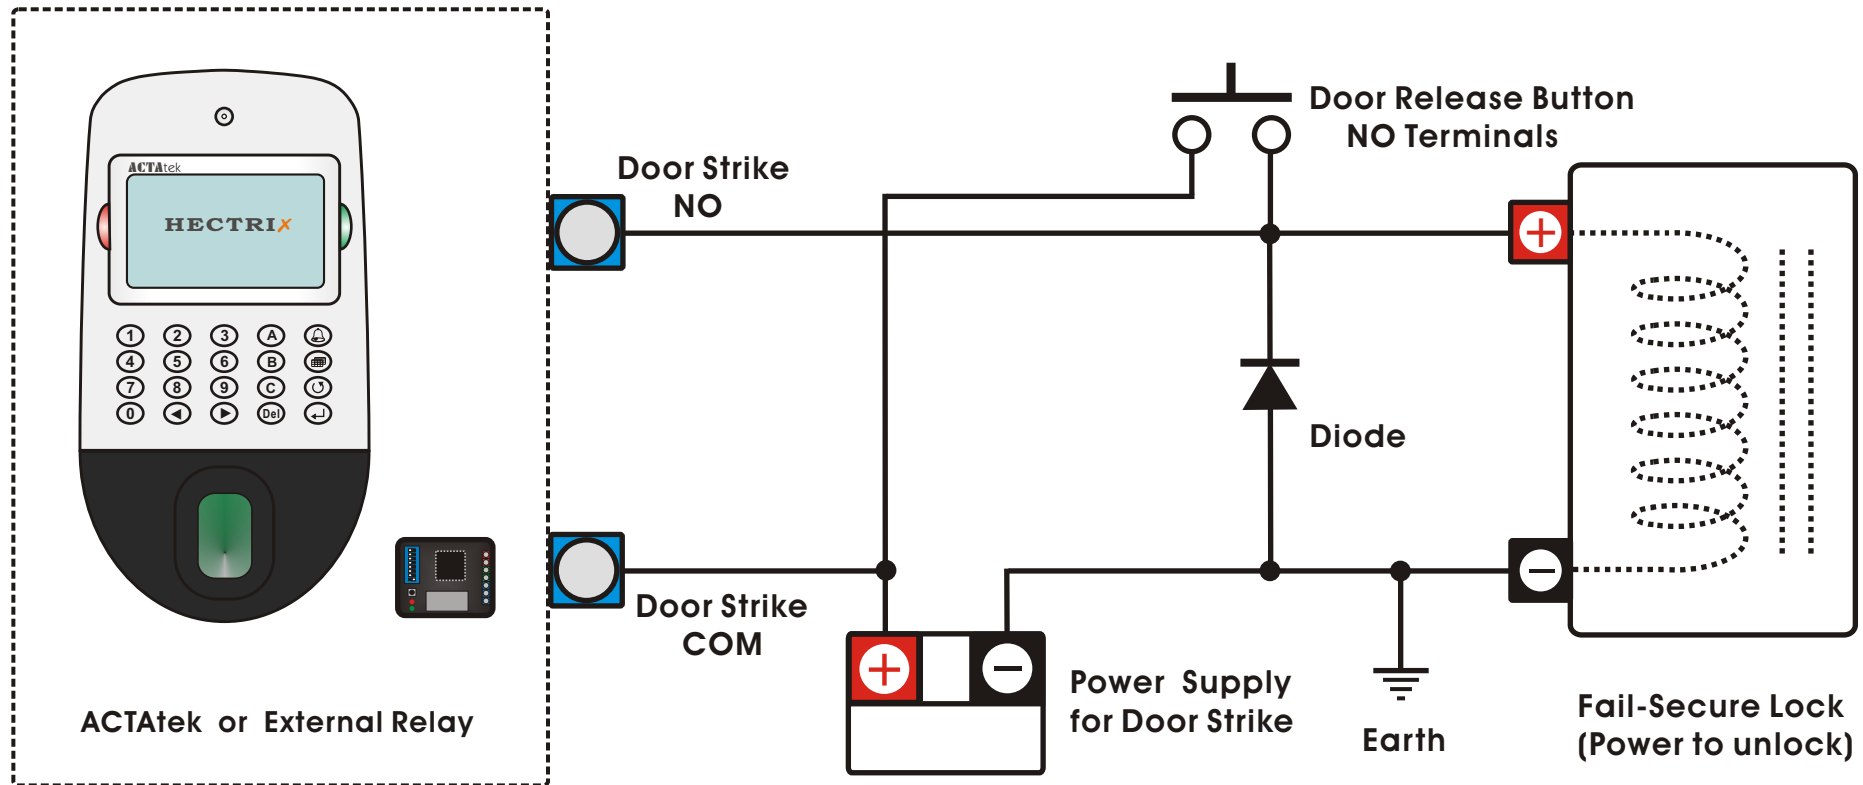 ACTAtek
HECTRIX
1 2 3 A
4 5 6 B
7 8 9 C
0 Del
ACTAtek or External Relay
Door Strike
NO
Door Strike
COM
Door Release Button
NO Terminals
Diode
Power Supply
for Door Strike
Earth
Fail-Secure Lock
(Power to unlock)